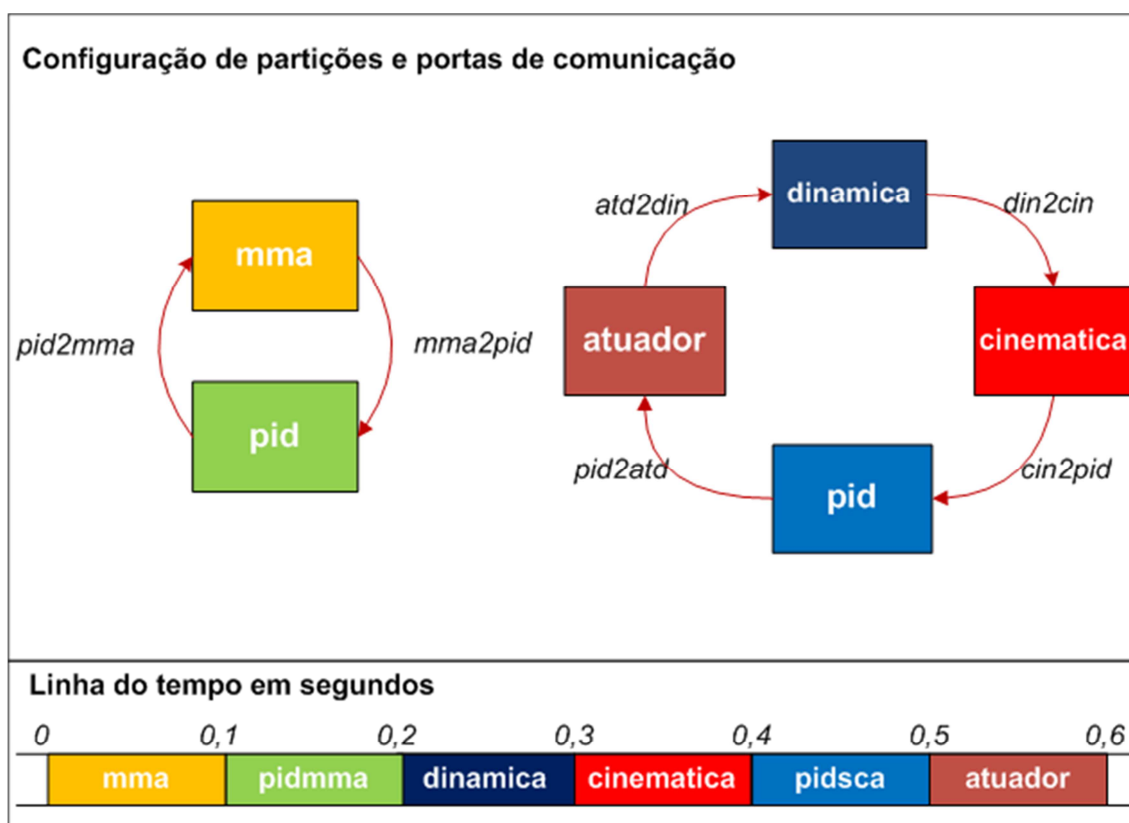 Configuração de partições e portas de comunicação
dinamica
atd2din
din2cin
mma
pid2mma
mma2pid
atuador
cinematica
pid
pid2atd
cin2pid
pid
Linha do tempo em segundos
0 0,1 0,2 0,3 0,4 0,5 0,6
mma pidmma dinamica cinematica pidsca atuador